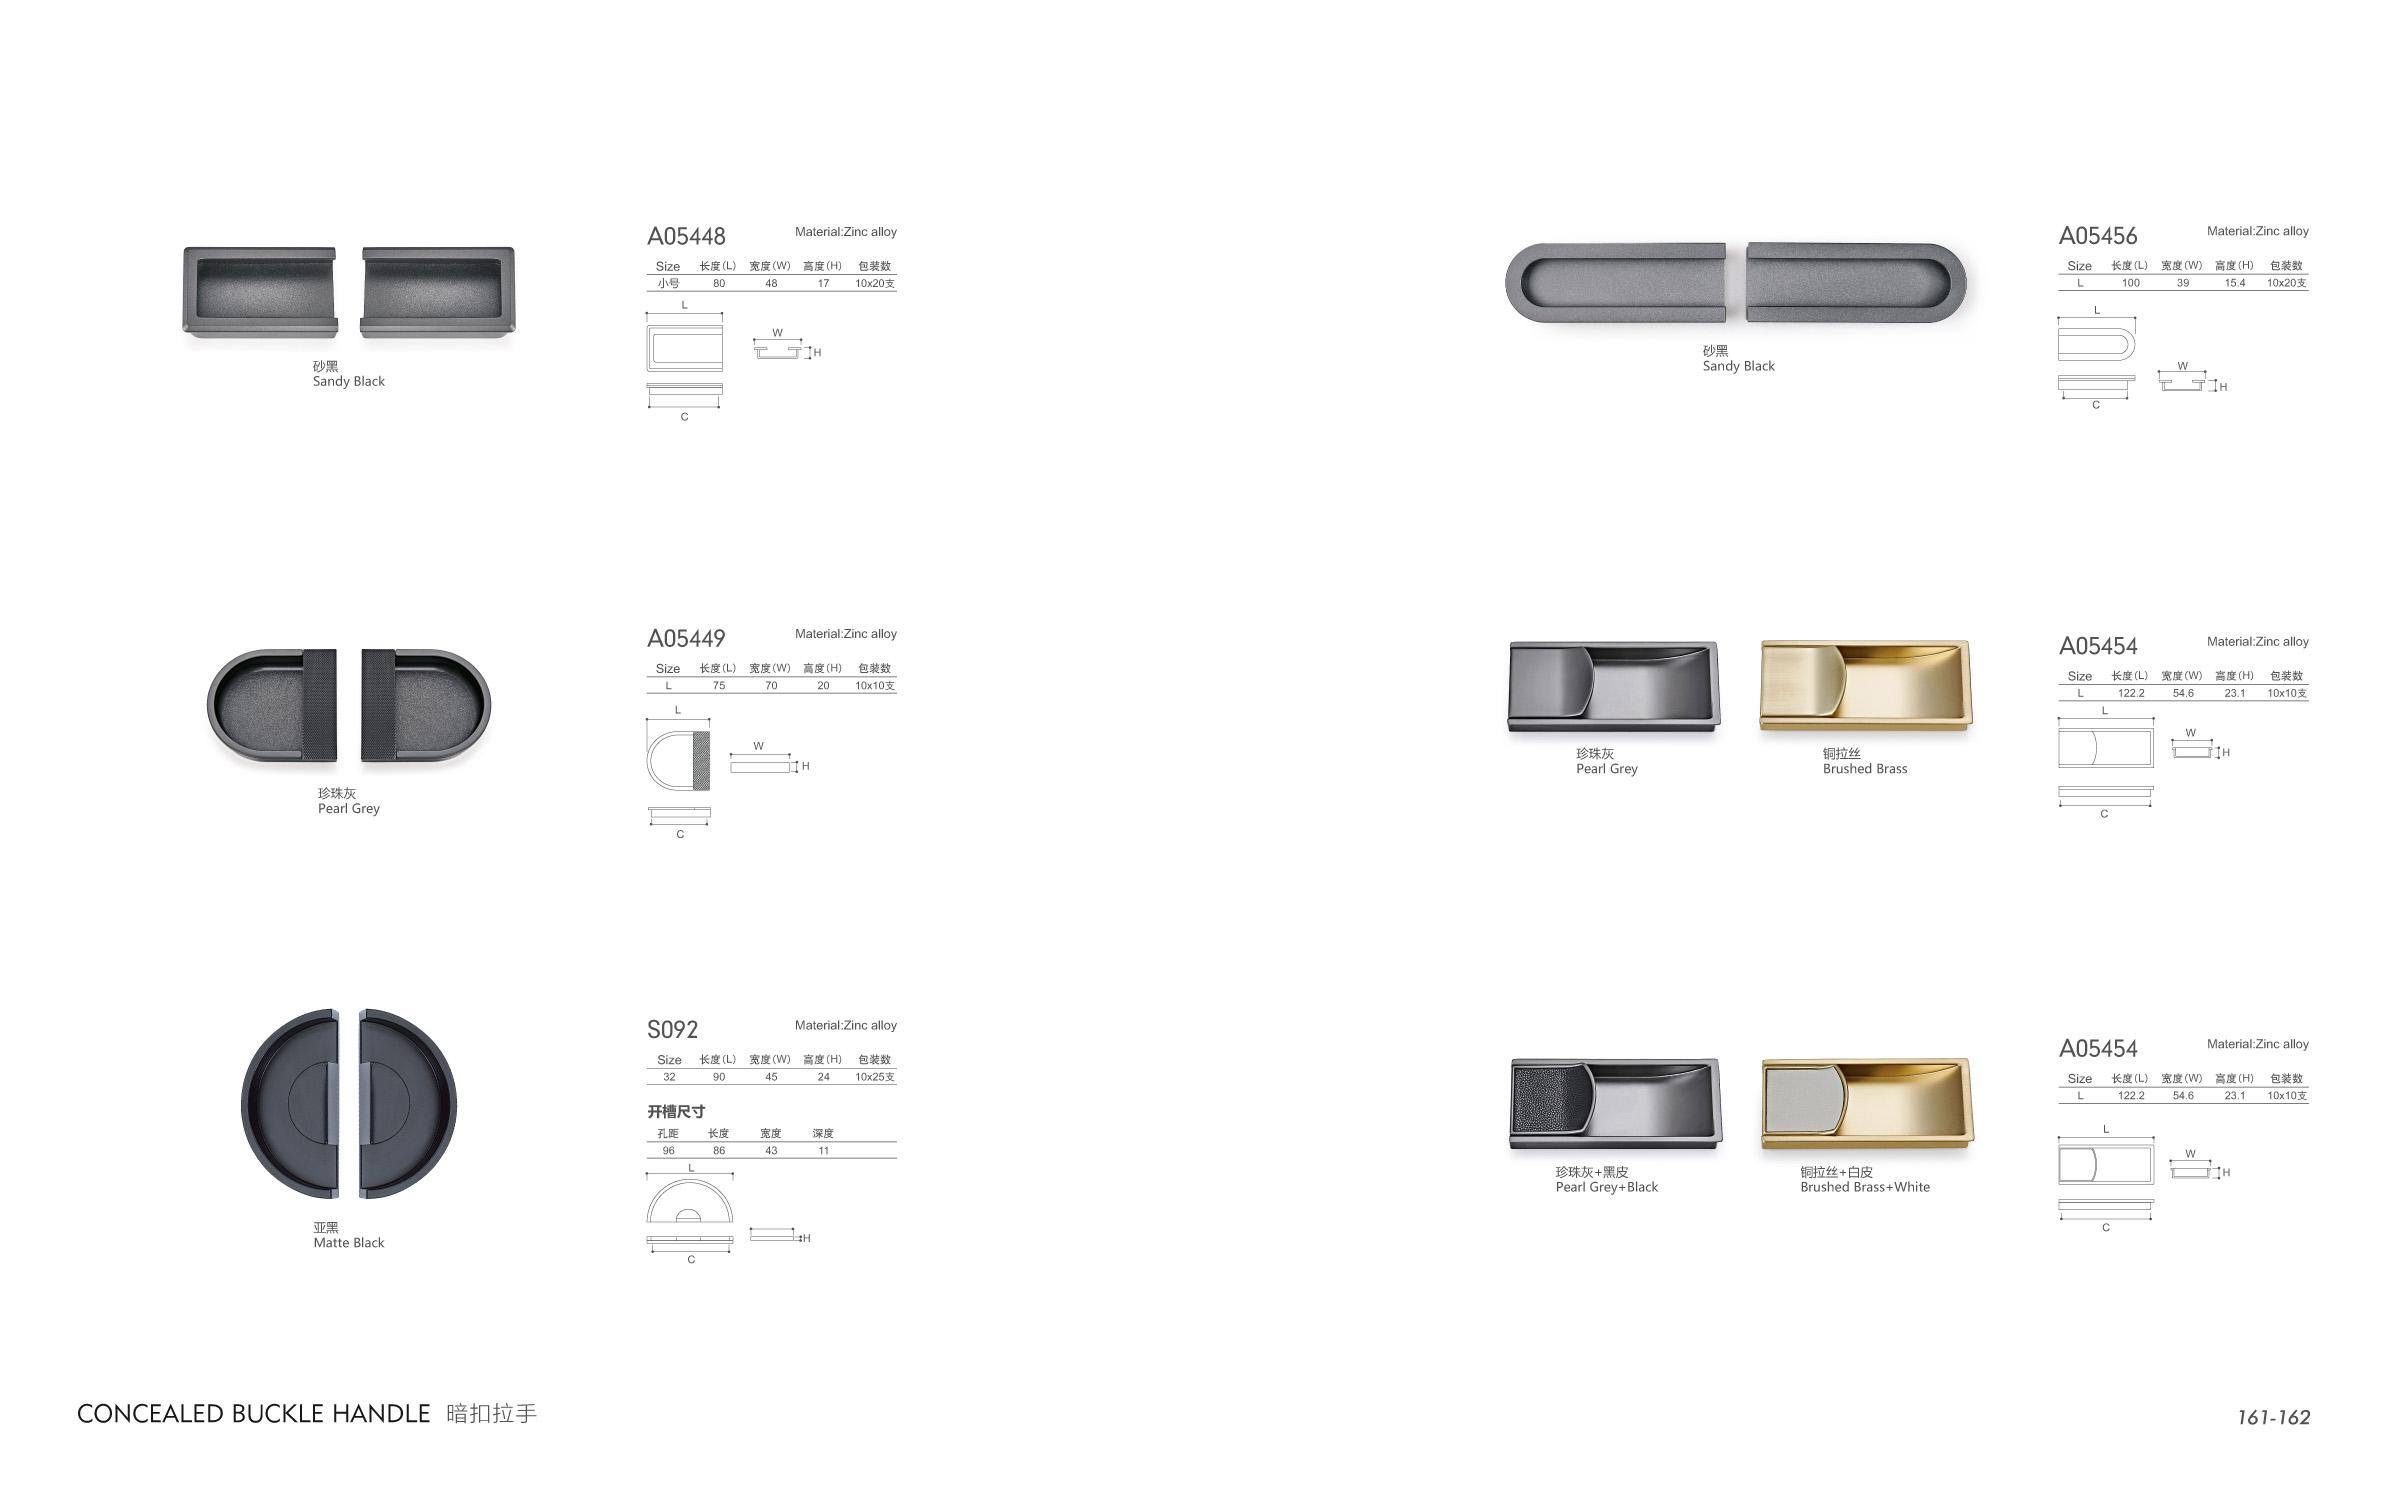 A05448 Material:Zinc alloy
Size 长度(L) 宽度(W) 高度(H) 包装数
小号 80 48 17 10x20支
L
W
H
C
砂黑
Sandy Black
A05449 Material:Zinc alloy
Size 长度(L) 宽度(W) 高度(H) 包装数
L 75 70 20 10x10支
L
W
H
C
珍珠灰
Pearl Grey
S092 Material:Zinc alloy
Size 长度(L) 宽度(W) 高度(H) 包装数
32 90 45 24 10x25支
开槽尺寸
孔距 长度 宽度 深度
96 86 43 11
L
H
C
亚黑
Matte Black
A05456 Material:Zinc alloy
Size 长度(L) 宽度(W) 高度(H) 包装数
L 100 39 15.4 10x20支
L
W
H
C
砂黑
Sandy Black
A05454 Material:Zinc alloy
Size 长度(L) 宽度(W) 高度(H) 包装数
L 122.2 54.6 23.1 10x10支
L
W
H
C
珍珠灰
Pearl Grey
铜拉丝
Brushed Brass
A05454 Material:Zinc alloy
Size 长度(L) 宽度(W) 高度(H) 包装数
L 122.2 54.6 23.1 10x10支
L
W
H
C
珍珠灰+黑皮
Pearl Grey+Black
铜拉丝+白皮
Brushed Brass+White
CONCEALED BUCKLE HANDLE 暗扣拉手
161-162